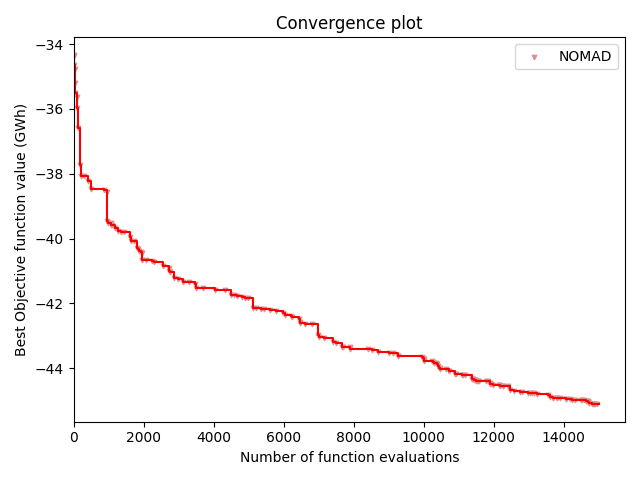 Convergence plot
NOMAD
Best Objective function value (GWh)
−34
−36
−38
−40
−42
−44
0 2000 4000 6000 8000 10000 12000 14000
Number of function evaluations